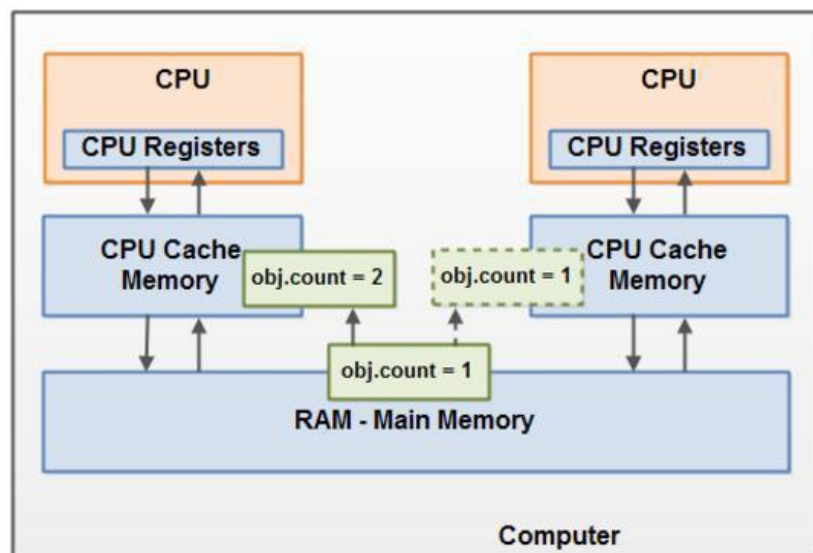 CPU
CPU
CPU Registers
CPU Registers
CPU Cache
Memory
obj.count = 2
obj.count = 1
CPU Cache
Memory
obj.count = 1
RAM - Main Memory
Computer